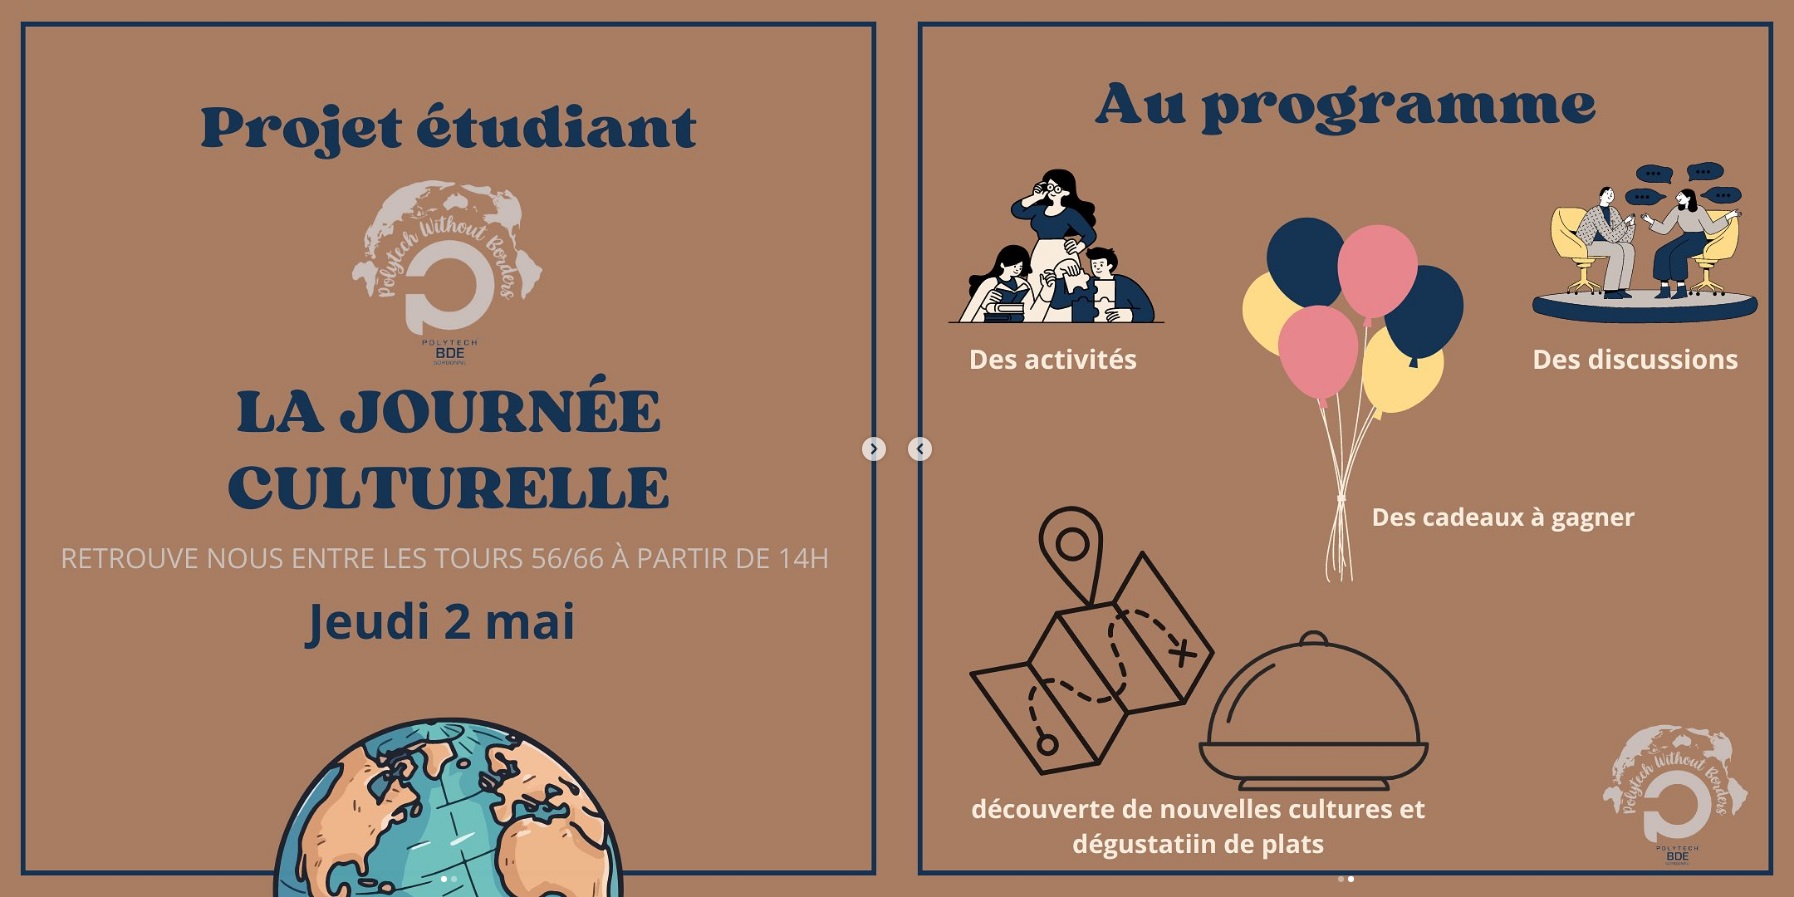 Projet étudiant
Polytech Without Borders
POLYTECH
BDE
SORBONNE
LA JOURNÉE
CULTURELLE
RETROUVE NOUS ENTRE LES TOURS 56/66 À PARTIR DE 14H
Jeudi 2 mai
Au programme
Des activités
Des discussions
Des cadeaux à gagner
découverte de nouvelles cultures et
dégustatiin de plats
Polytech Without Borders
POLYTECH
BDE